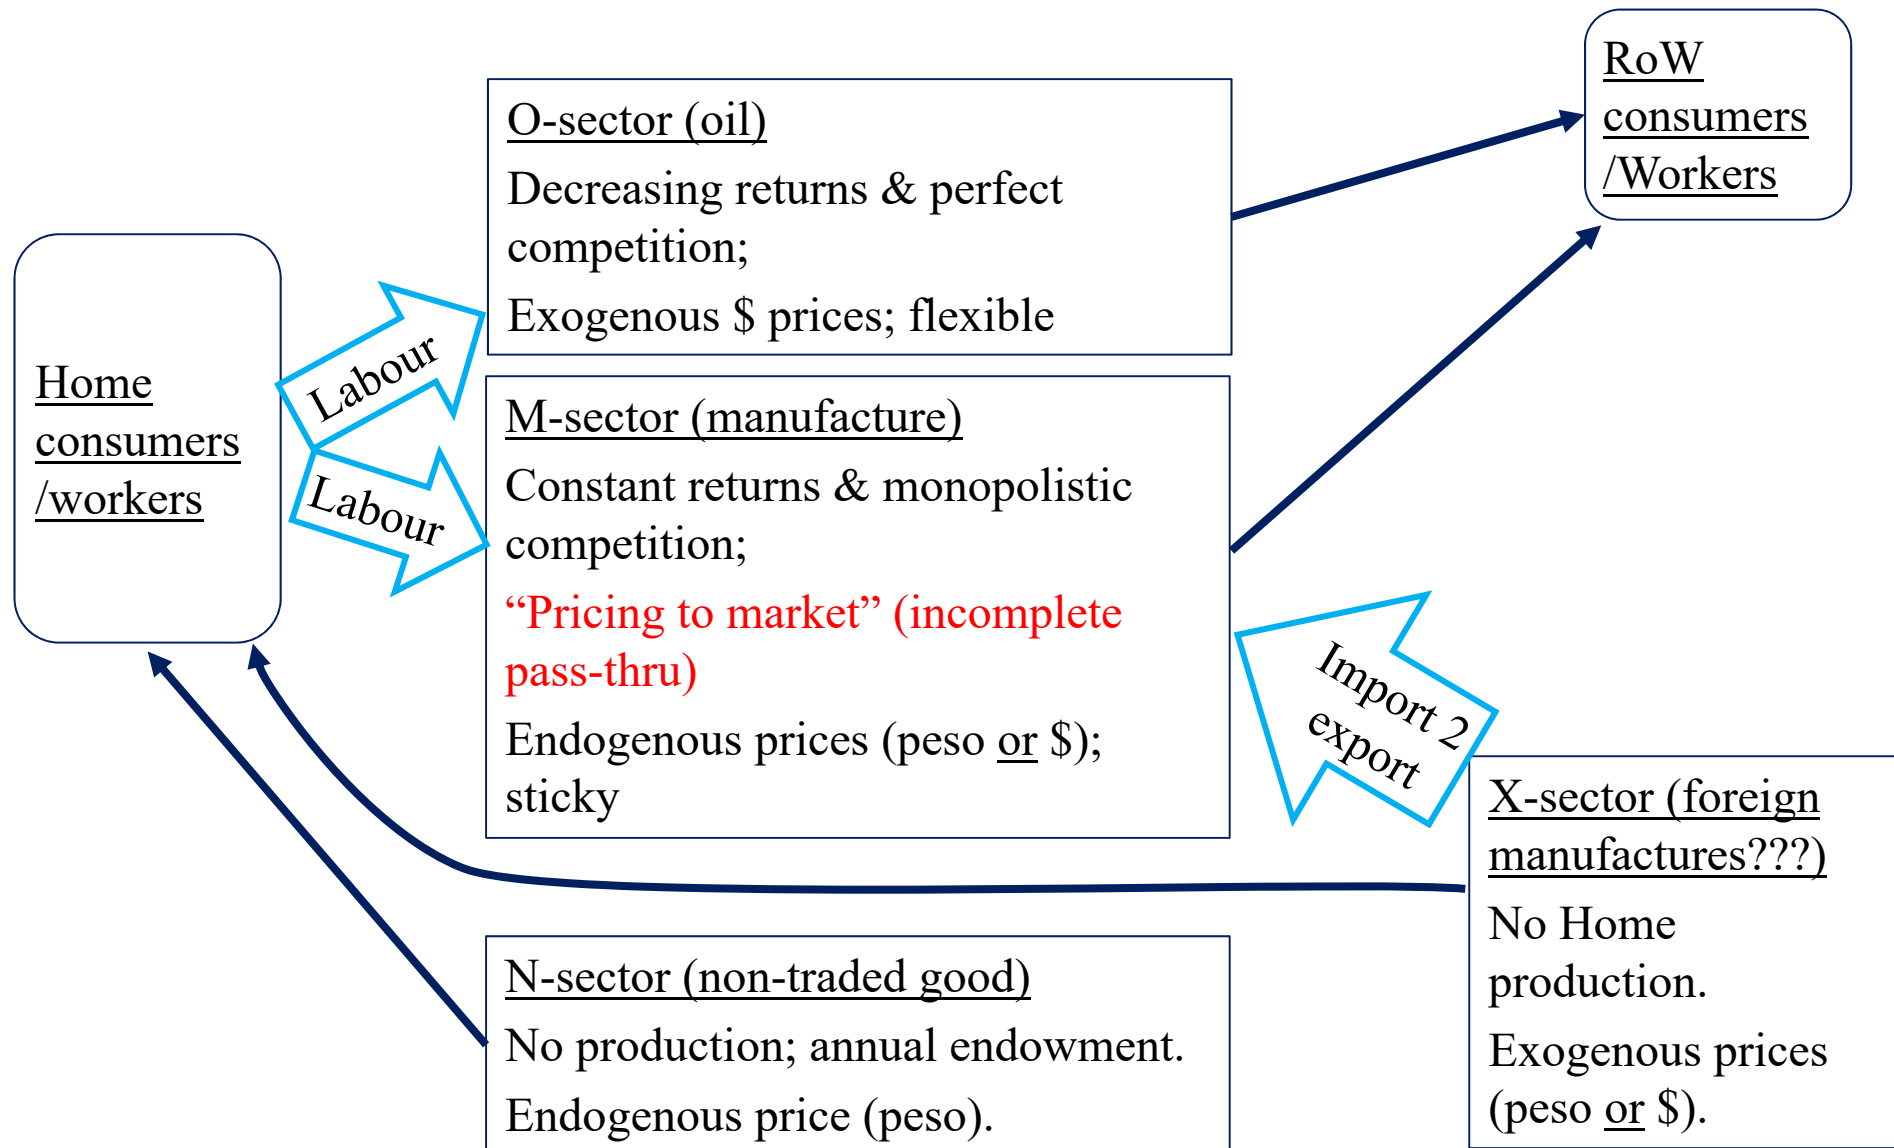 RoW
consumers
/Workers
O-sector (oil)
Decreasing returns & perfect
competition;
Exogenous $ prices; flexible
Home
consumers
/workers
Labour
Labour
M-sector (manufacture)
Constant returns & monopolistic
competition;
“Pricing to market” (incomplete
pass-thru)
Endogenous prices (peso or $);
sticky
Import 2
export
X-sector (foreign
manufactures???)
No Home
production.
Exogenous prices
(peso or $).
N-sector (non-traded good)
No production; annual endowment.
Endogenous price (peso).